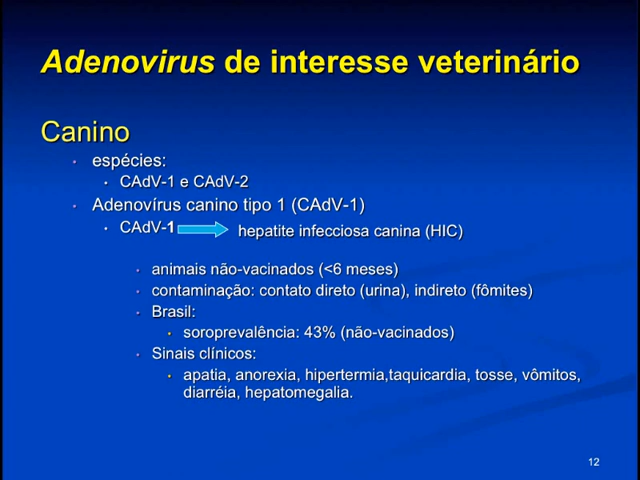 Adenovirus de interesse veterinário
Canino
• espécies:
• CAdV-1 e CAdV-2
• Adenovírus canino tipo 1 (CAdV-1)
• CAdV-1
hepatite infecciosa canina (HIC)
• animais não-vacinados (<6 meses)
• contaminação: contato direto (urina), indireto (fômites)
• Brasil:
• soroprevalência: 43% (não-vacinados)
• Sinais clínicos:
• apatia, anorexia, hipertermia,taquicardia, tosse, vômitos,
diarréia, hepatomegalia.
12